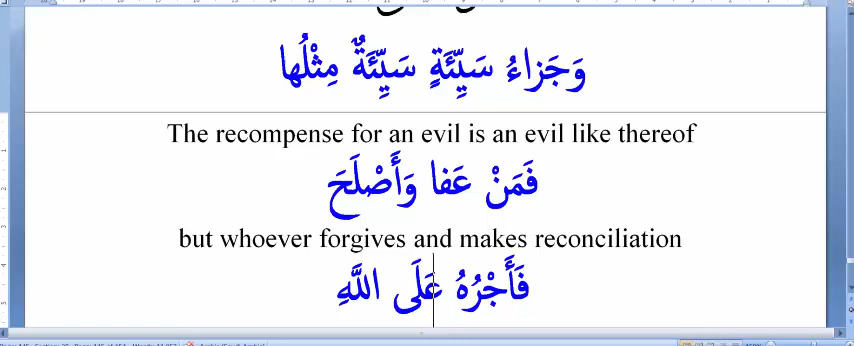 وَجَزاءُ سَيِّئَةٍ سَيِّئَةٌ مِثْلُها
The recompense for an evil is an evil like thereof
فَمَنْ عَفا وَأَصْلَحَ
but whoever forgives and makes reconciliation
فَأَجْرُهُ عَلَى اللَّهِ